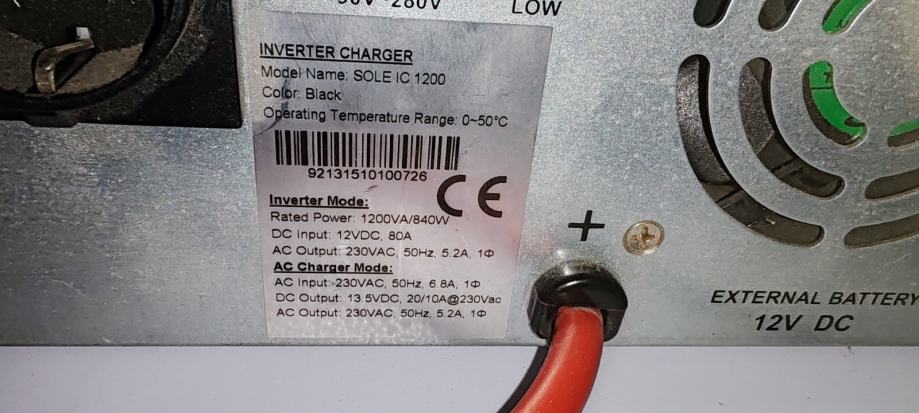 90V~280V
LOW
INVERTER CHARGER
Model Name: SOLE IC 1200
Color: Black
Operating Temperature Range: 0~50°C
92131510100726
CE
Inverter Mode:
Rated Power: 1200VA/840W
DC Input: 12VDC, 80A
AC Output: 230VAC, 50Hz, 5.2A, 1Φ
AC Charger Mode:
AC Input: 230VAC, 50Hz, 6.8A, 1Φ
DC Output: 13.5VDC, 20/10A@230Vac
AC Output: 230VAC, 50Hz, 5.2A, 1Φ
+
EXTERNAL BATTERY
12V DC